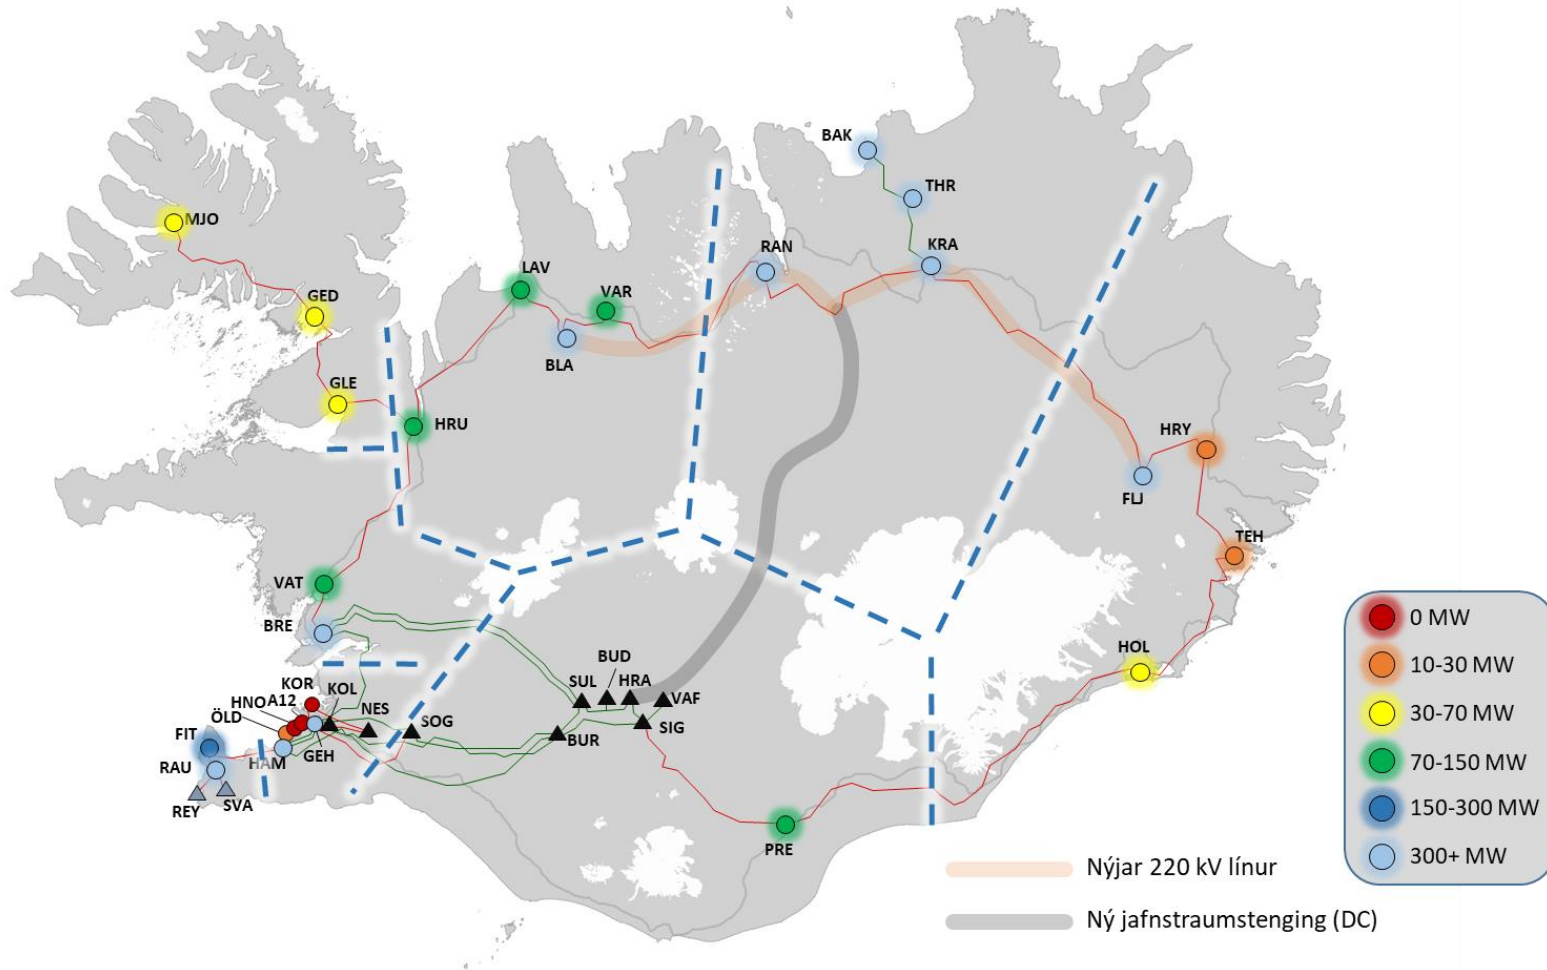 BAK
THR
MJO
KRA
RAN
LAV
VAR
GED
BLA
GLE
HRU
HRY
FLJ
TEH
VAT
BRE
HOL
BUD
SUL
HRA
VAF
KOR
KOL
HNO
A12
NES
ÖLD
SOG
SIG
FIT
BUR
HAM
GEH
RAU
REY
SVA
PRE
0 MW
10-30 MW
30-70 MW
70-150 MW
150-300 MW
300+ MW
Nýjar 220 kV línur
Ný jafnstraumstenging (DC)